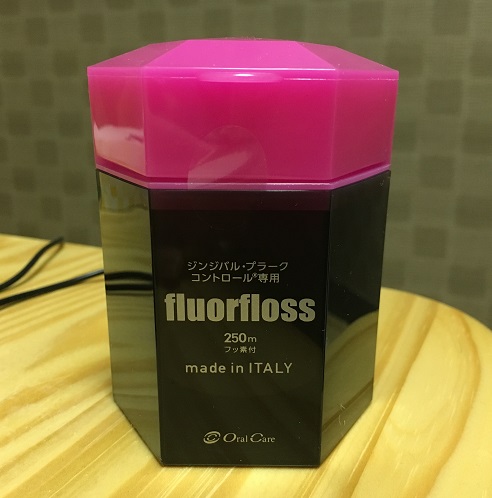 ジンジバル・プラーク
コントロール®専用
fluorfloss
250m
フッ素付
made in ITALY
Oral Care